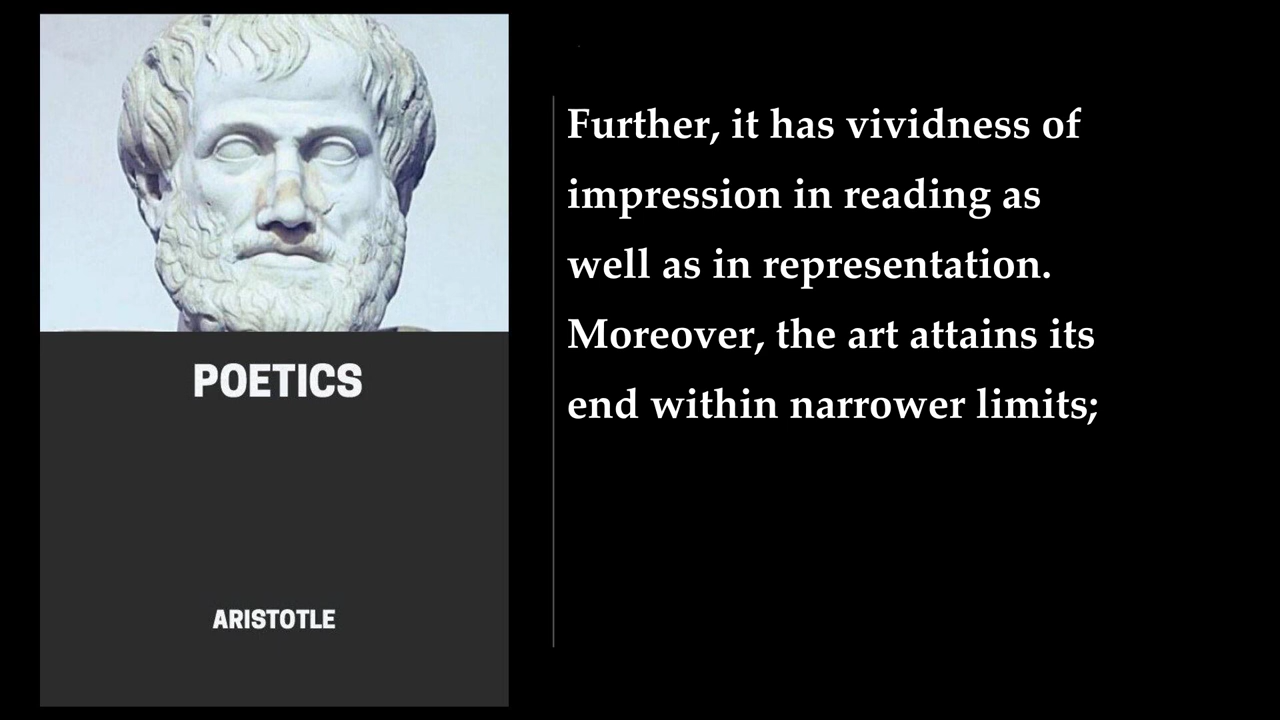 POETICS
ARISTOTLE
Further, it has vividness of
impression in reading as
well as in representation.
Moreover, the art attains its
end within narrower limits;